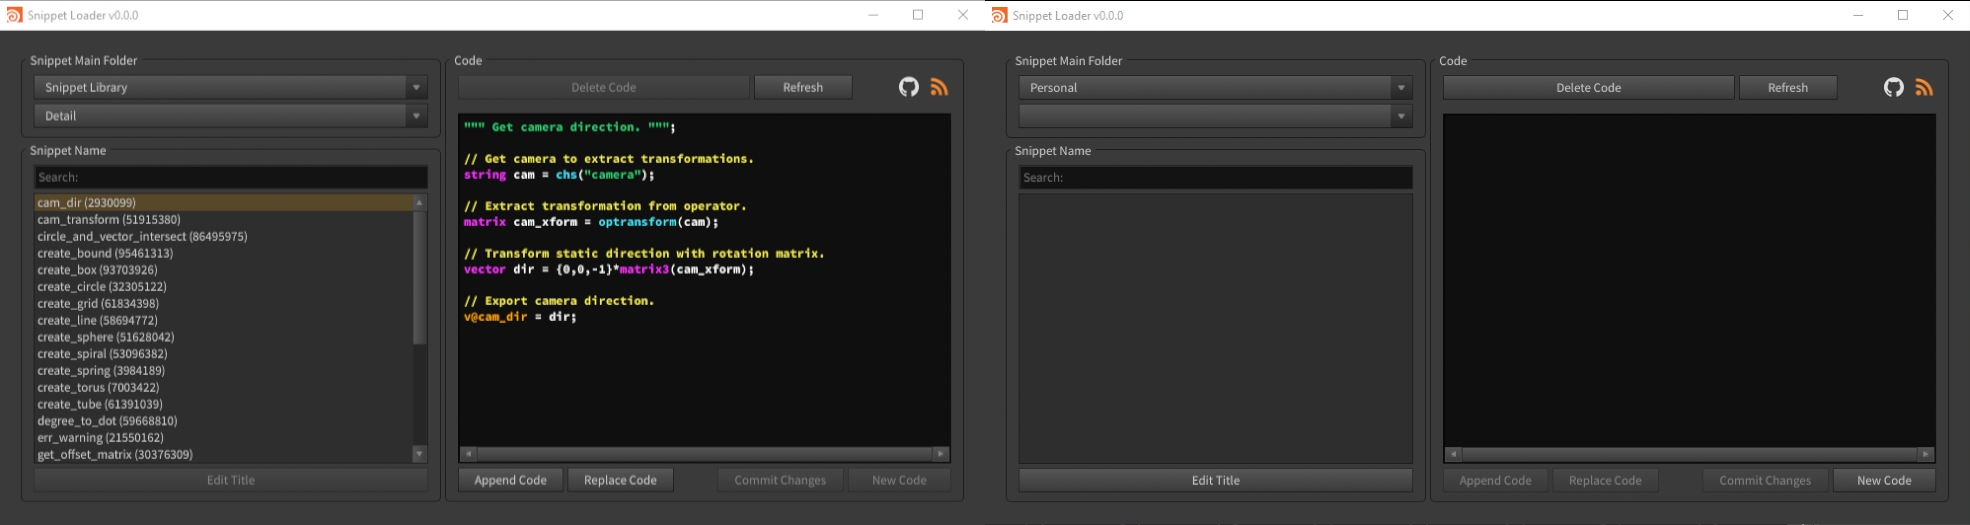 Snippet Loader v0.0.0
Snippet Main Folder
Snippet Library
Detail
Snippet Name
Search:
cam_dir (2930099)
cam_transform (51915380)
circle_and_vector_intersect (86495975)
create_bound (95461313)
create_box (93703926)
create_circle (32305122)
create_grid (61834398)
create_line (58694772)
create_sphere (51628042)
create_spiral (53096382)
create_spring (3984189)
create_torus (7003422)
create_tube (61391039)
degree_to_dot (59668810)
err_warning (21550162)
get_offset_matrix (30376309)
Edit Title
Code
Delete Code
Refresh
""" Get camera direction. """;
// Get camera to extract transformations.
string cam = chs("camera");
// Extract transformation from operator.
matrix cam_xform = optransform(cam);
// Transform static direction with rotation matrix.
vector dir = {0,0,-1}*matrix3(cam_xform);
// Export camera direction.
v@cam_dir = dir;
Append Code
Replace Code
Commit Changes
New Code
Snippet Loader v0.0.0
Snippet Main Folder
Personal
Snippet Name
Search:
Edit Title
Code
Delete Code
Refresh
Append Code
Replace Code
Commit Changes
New Code